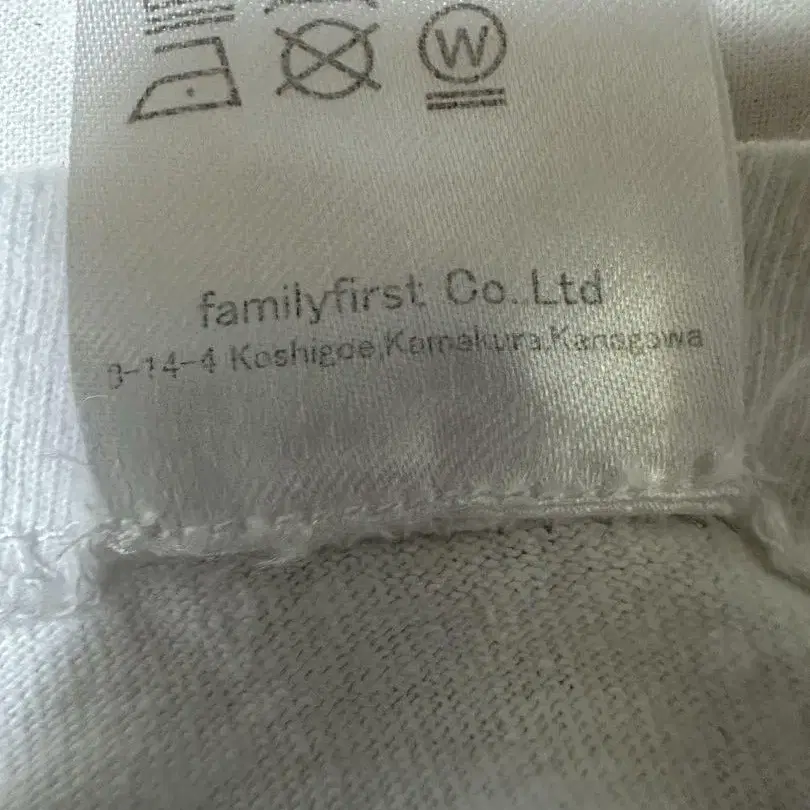 W
familyfirst Co.,Ltd
3-14-4 Koshigoe,Kamakura,Kanagawa